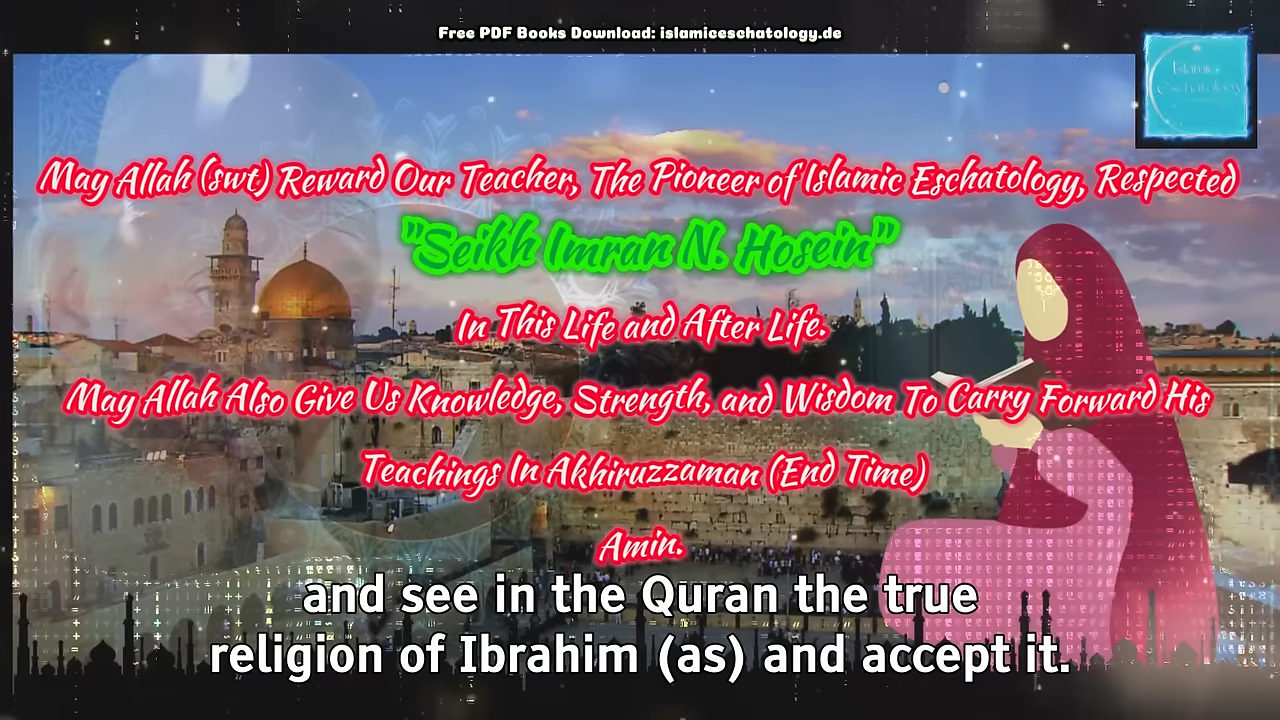 Free PDF Books Download: islamiceschatology.de
Islamic
Eschatology
May Allah (swt) Reward Our Teacher, The Pioneer of Islamic Eschatology, Respected
"Seikh Imran N. Hosein"
In This Life and After Life.
May Allah Also Give Us Knowledge, Strength, and Wisdom To Carry Forward His
Teachings In Akhiruzzaman (End Time)
Amin.
and see in the Quran the true
religion of Ibrahim (as) and accept it.